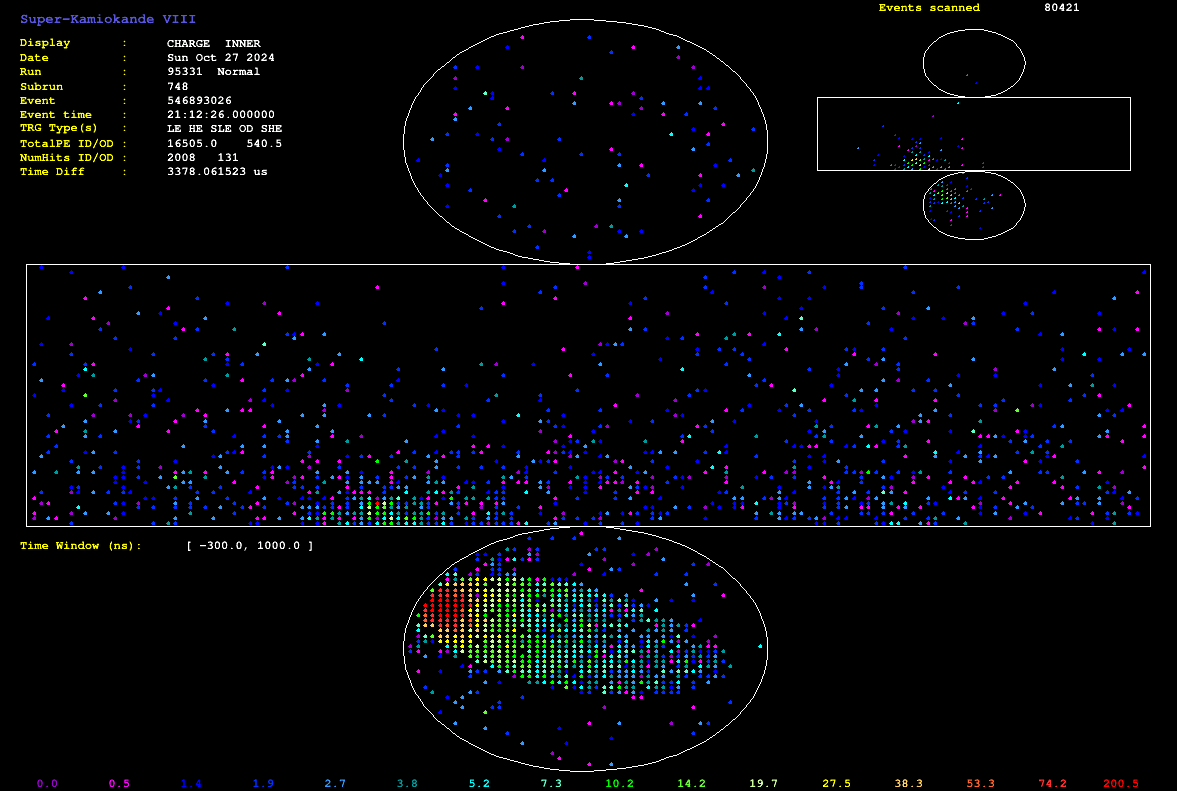 Super-Kamiokande VIII
Events scanned 80421
Display : CHARGE INNER
Date : Sun Oct 27 2024
Run : 95331 Normal
Subrun : 748
Event : 546893026
Event time : 21:12:26.000000
TRG Type(s) : LE HE SLE OD SHE
TotalPE ID/OD : 16505.0 540.5
NumHits ID/OD : 2008 131
Time Diff : 3378.061523 us
Time Window (ns): [ -300.0, 1000.0 ]
0.0 0.5 1.4 1.9 2.7 3.8 5.2 7.3 10.2 14.2 19.7 27.5 38.3 53.3 74.2 200.5